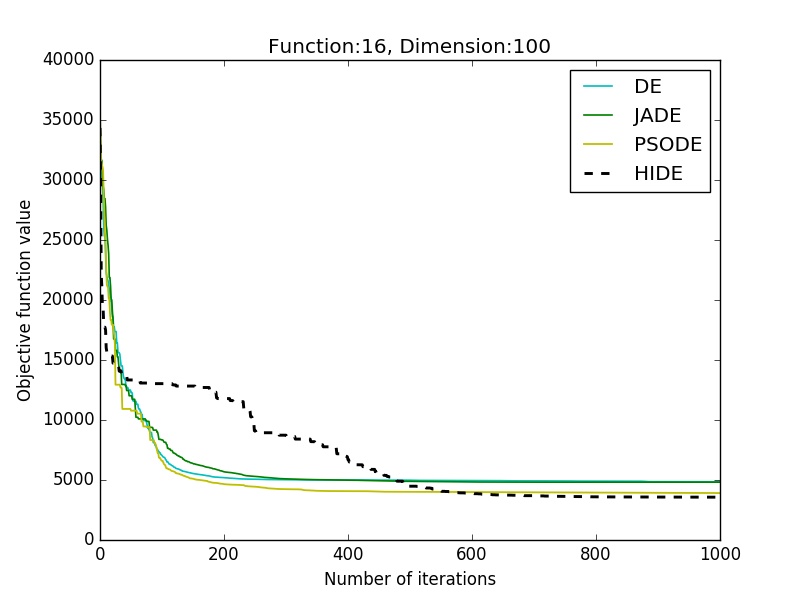 Function:16, Dimension:100
40000
35000
30000
25000
20000
15000
10000
5000
0
Objective function value
DE
JADE
PSODE
HIDE
0 200 400 600 800 1000
Number of iterations